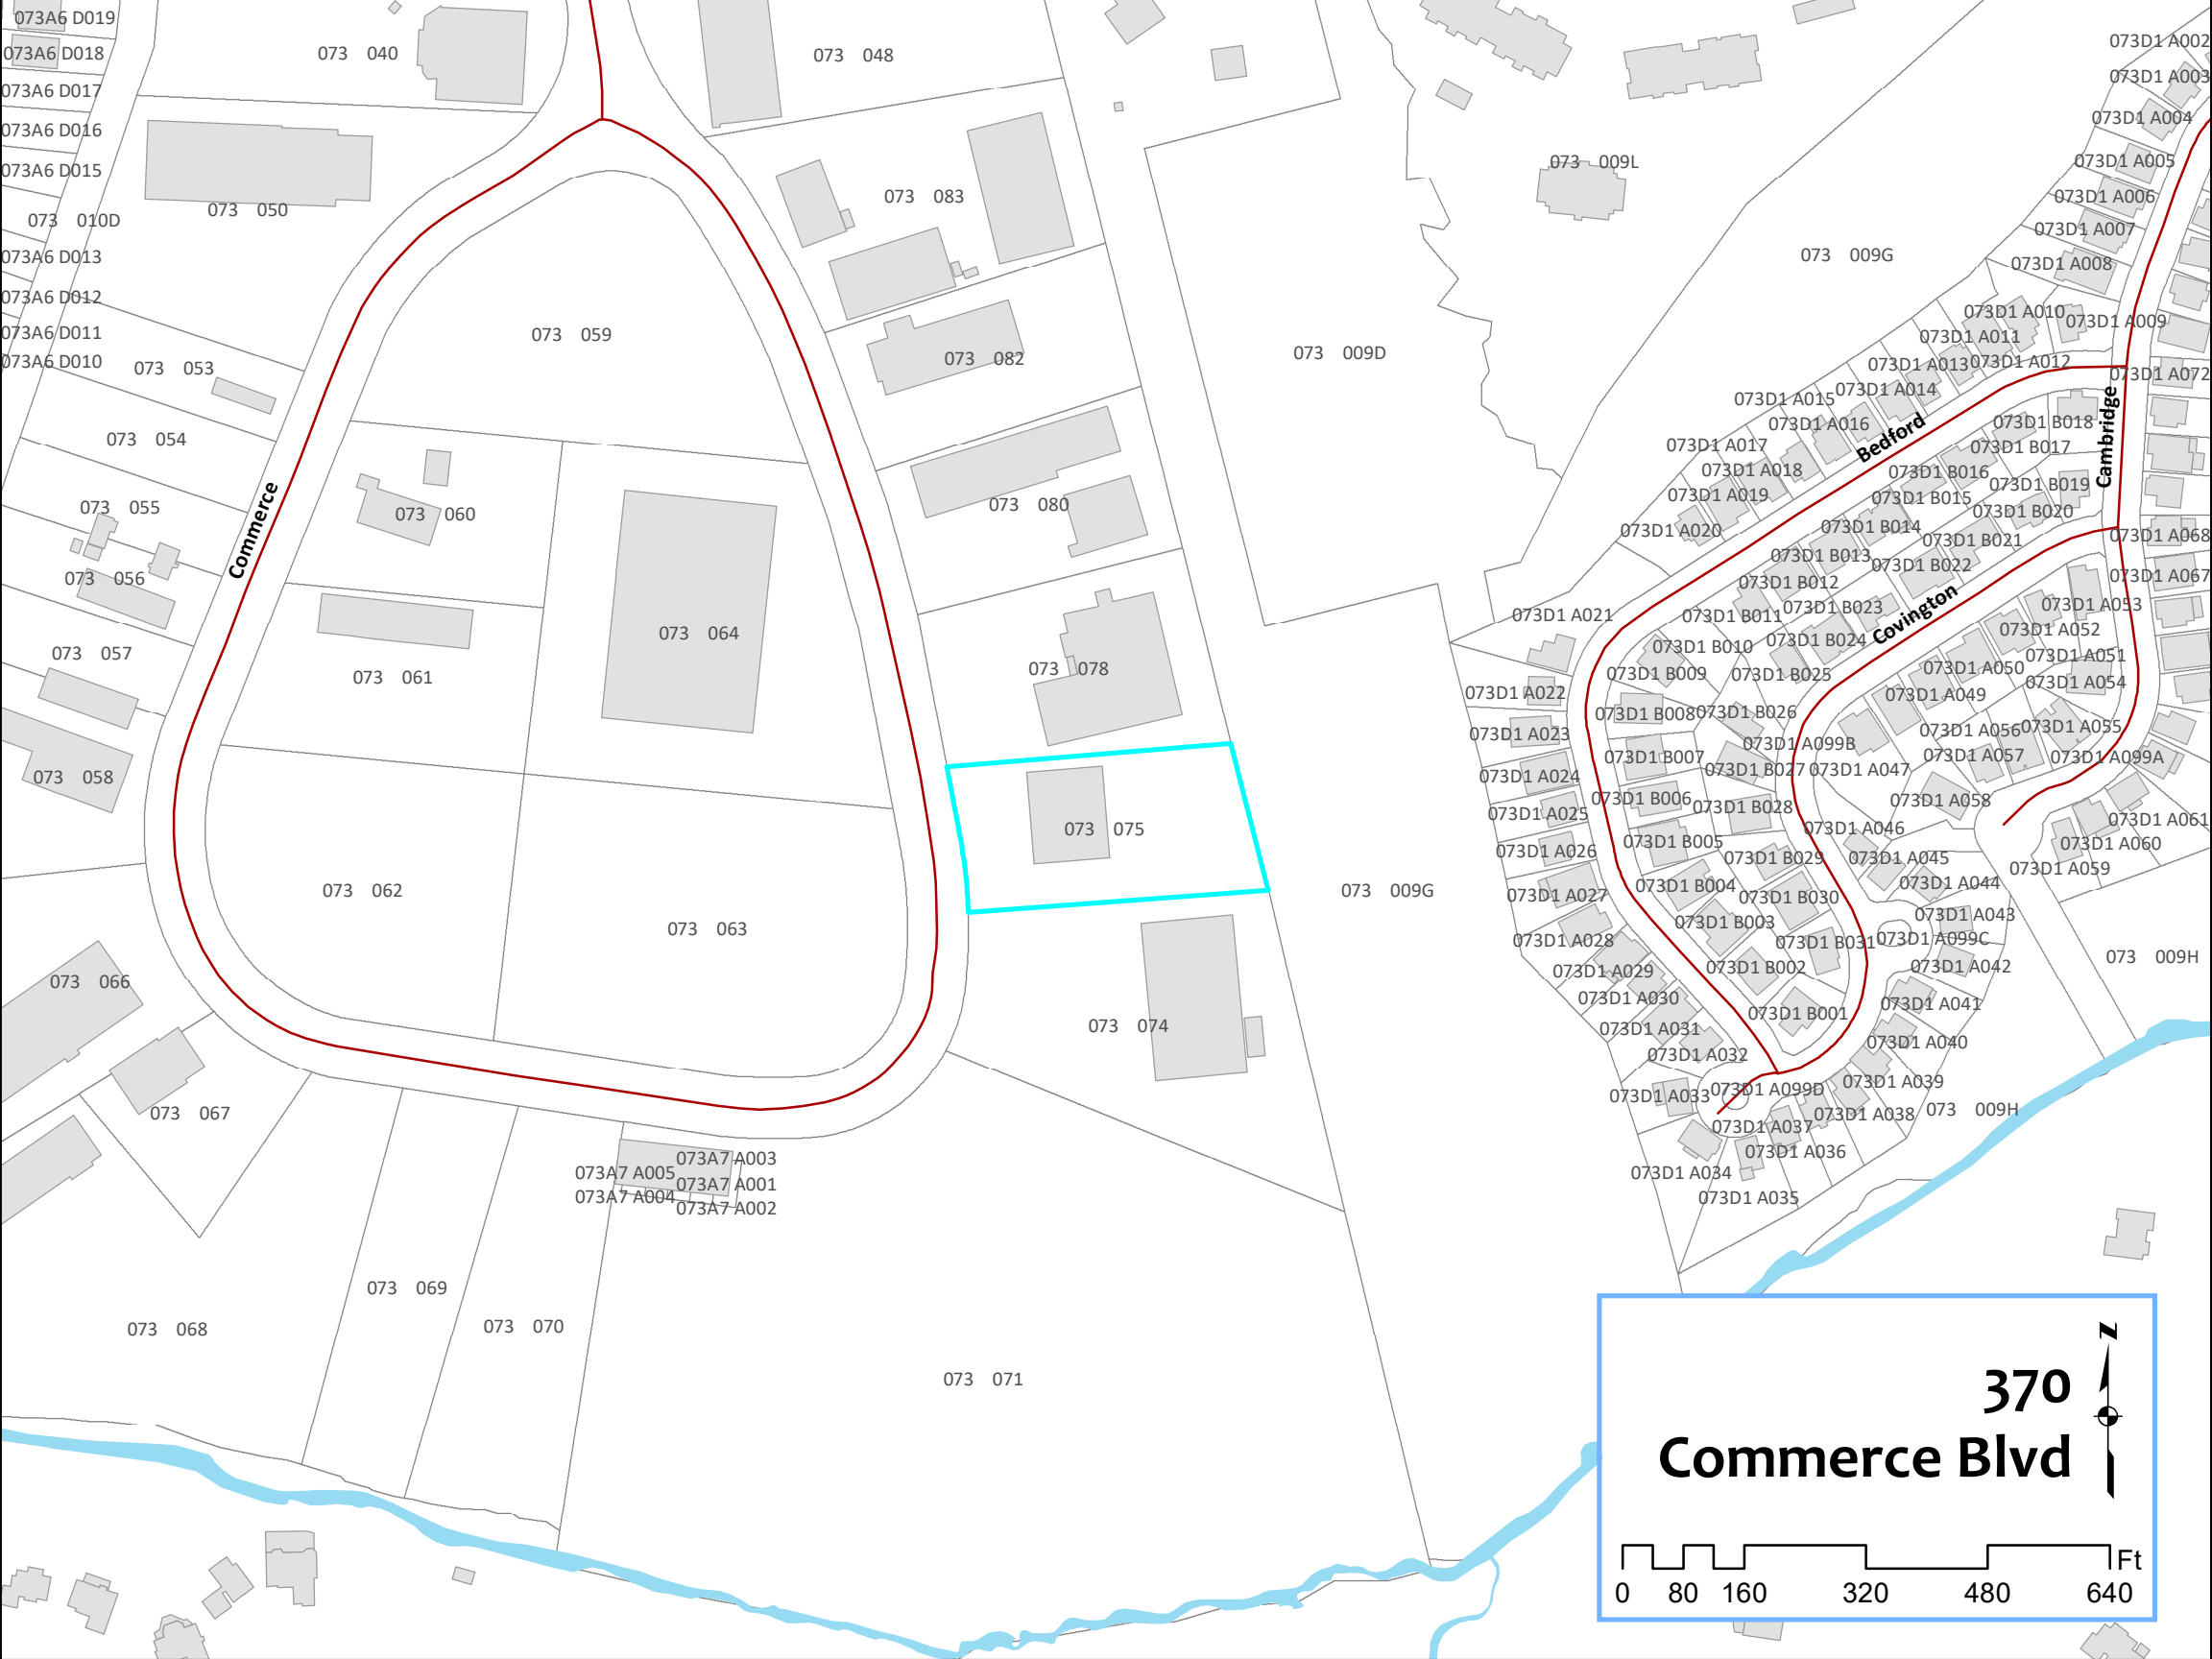 073A6 D019
073A6 D018
073A6 D017
073A6 D016
073A6 D015
073 010D
073A6 D013
073A6 D012
073A6 D011
073A6 D010
073 040
073 048
073 050
073 083
073 053
073 054
073 055
073 056
073 057
073 058
Commerce
073 059
073 060
073 061
073 064
073 062
073 063
073 082
073 080
073 078
073 075
073 074
073 066
073 067
073 068
073 069
073 070
073 071
073A7 A003
073A7 A005
073A7 A001
073A7 A004
073A7 A002
073 009D
073 009L
073 009G
073 009G
073D1 A002
073D1 A003
073D1 A004
073D1 A005
073D1 A006
073D1 A007
073D1 A008
073D1 A010
073D1 A009
073D1 A011
073D1 A013
073D1 A012
073D1 A072
073D1 A014
073D1 A015
073D1 A016
073D1 A017
073D1 A018
073D1 A019
073D1 A020
Bedford
Cambridge
Covington
073D1 B018
073D1 B017
073D1 B016
073D1 B019
073D1 B015
073D1 B020
073D1 B014
073D1 B021
073D1 A068
073D1 B013
073D1 B022
073D1 A067
073D1 B012
073D1 B023
073D1 A053
073D1 A021
073D1 B011
073D1 A052
073D1 B010
073D1 B024
073D1 A051
073D1 B009
073D1 B025
073D1 A050
073D1 A054
073D1 A022
073D1 A049
073D1 B008
073D1 B026
073D1 A023
073D1 A056
073D1 A055
073D1 A099B
073D1 B007
073D1 A057
073D1 A099A
073D1 A024
073D1 B027
073D1 A047
073D1 B006
073D1 B028
073D1 A058
073D1 A025
073D1 A046
073D1 A061
073D1 B005
073D1 A060
073D1 A026
073D1 B029
073D1 A045
073D1 A059
073D1 B004
073D1 A044
073D1 A027
073D1 B030
073D1 A043
073D1 B003
073D1 A028
073D1 B031
073D1 A099C
073 009H
073D1 A029
073D1 B002
073D1 A042
073D1 A030
073D1 A041
073D1 B001
073D1 A031
073D1 A040
073D1 A032
073D1 A039
073D1 A033
073D1 A099D
073D1 A038
073 009H
073D1 A037
073D1 A036
073D1 A034
073D1 A035
370
Commerce Blvd
N
Ft
0 80 160 320 480 640